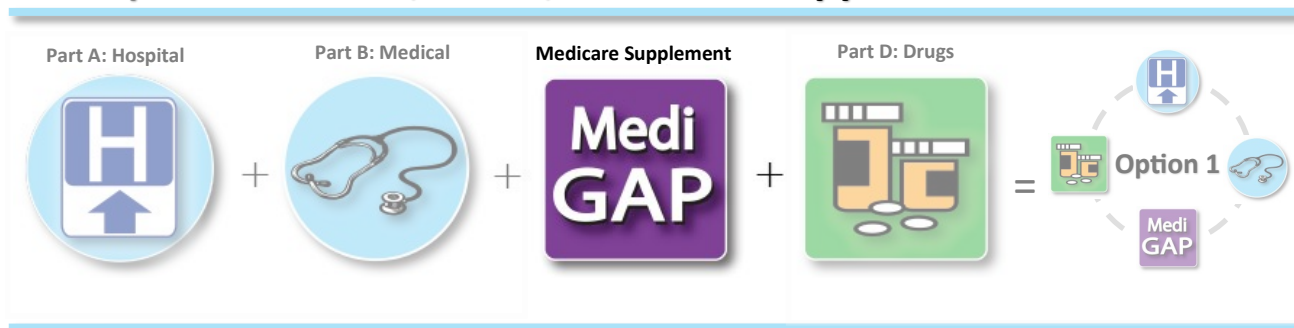 Part A: Hospital
Part B: Medical
Medicare Supplement
Part D: Drugs
H
+
+
Medi
GAP
+
=
H
Option 1
Medi
GAP